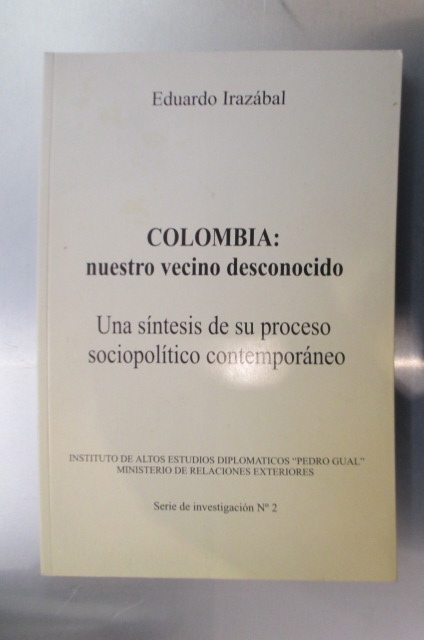 Eduardo Irazábal
COLOMBIA:
nuestro vecino desconocido
Una síntesis de su proceso
sociopolítico contemporáneo
INSTITUTO DE ALTOS ESTUDIOS DIPLOMATICOS "PEDRO GUAL"
MINISTERIO DE RELACIONES EXTERIORES
Serie de investigación Nº 2